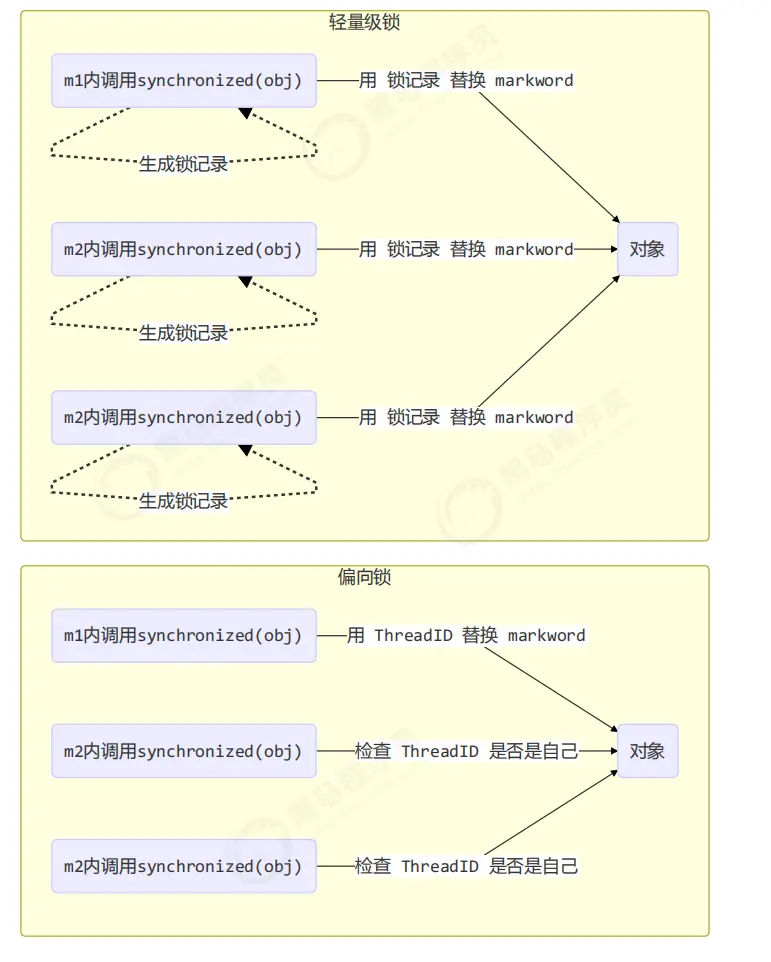 轻量级锁
m1内调用synchronized(obj)
用 锁记录 替换 markword
生成锁记录
m2内调用synchronized(obj)
用 锁记录 替换 markword
对象
生成锁记录
m2内调用synchronized(obj)
用 锁记录 替换 markword
生成锁记录
偏向锁
m1内调用synchronized(obj)
用 ThreadID 替换 markword
m2内调用synchronized(obj)
检查 ThreadID 是否是自己
对象
m2内调用synchronized(obj)
检查 ThreadID 是否是自己